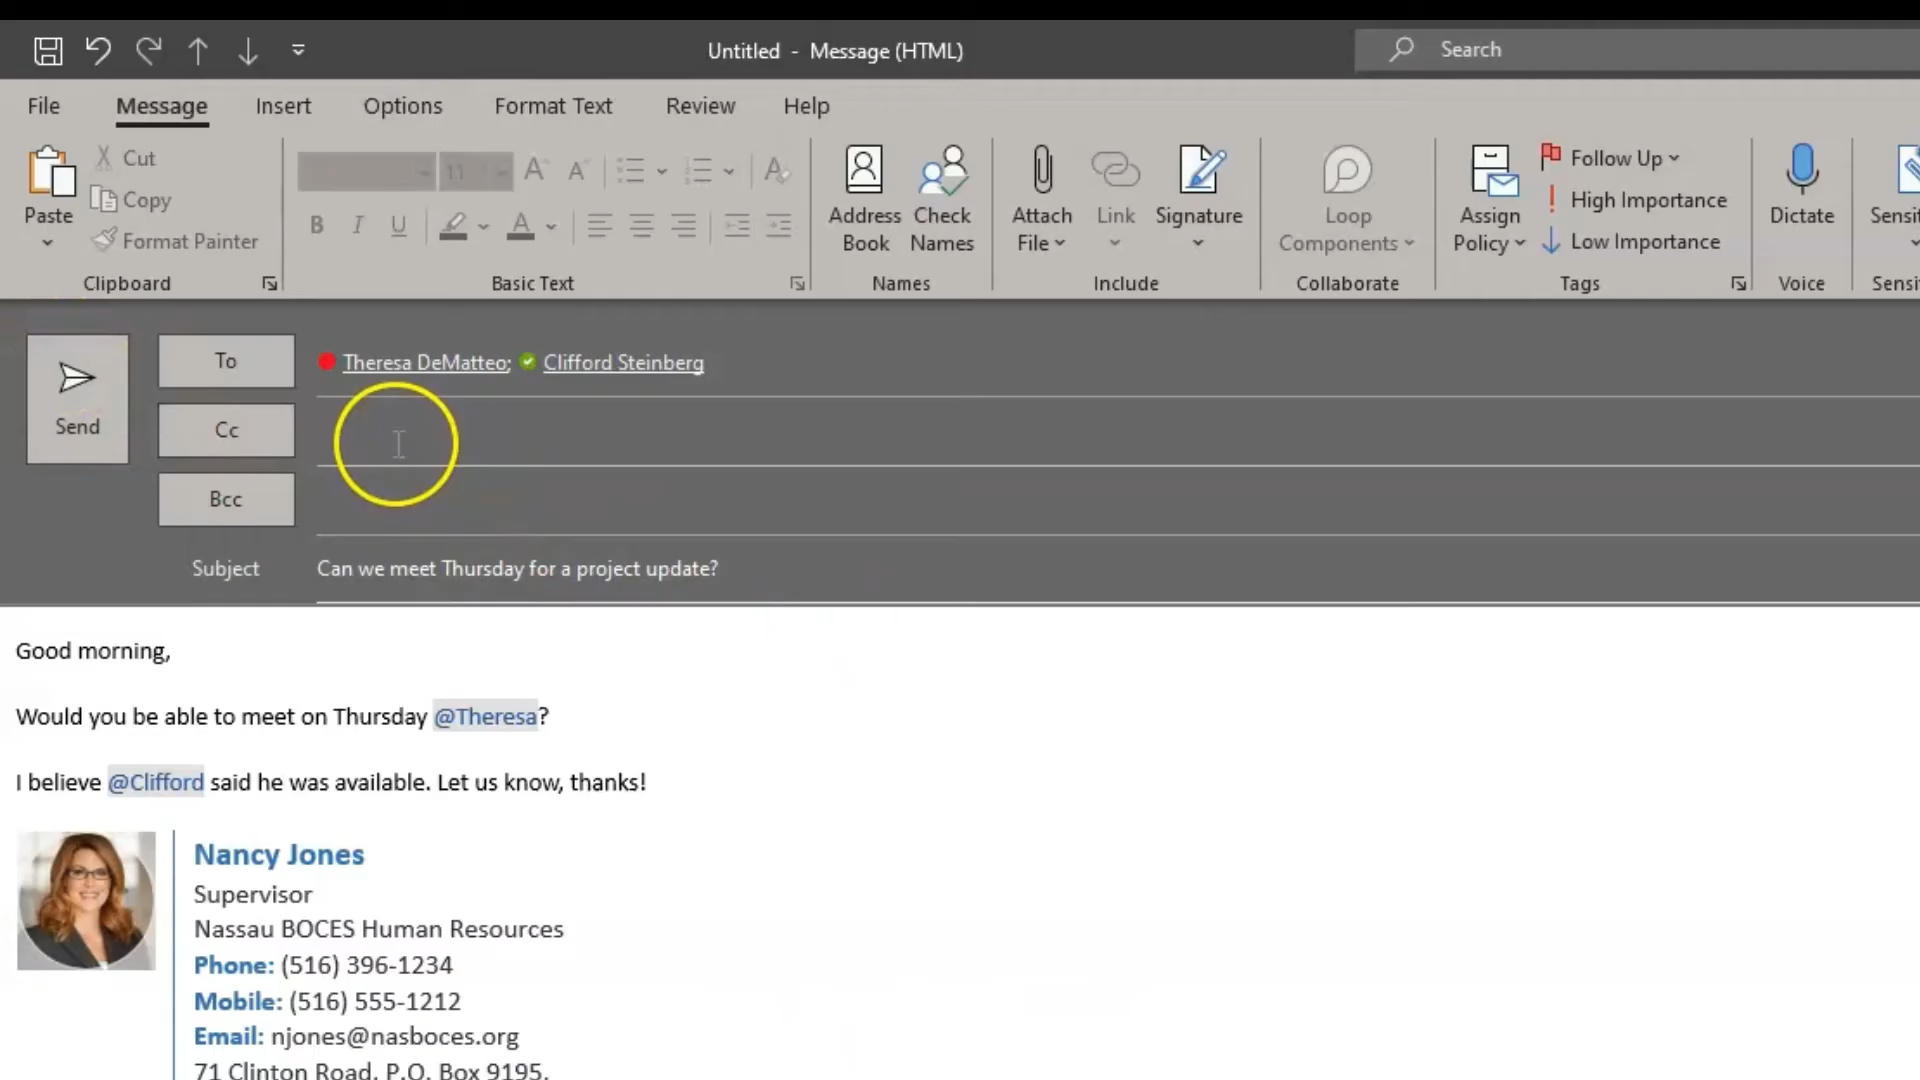 Untitled - Message (HTML)
Search
File Message Insert Options Format Text Review Help
Paste
Cut
Copy
Format Painter
Clipboard
11
B I U
Basic Text
Address Book
Check Names
Names
Attach File
Link
Signature
Include
Loop Components
Collaborate
Assign Policy
Follow Up
High Importance
Low Importance
Tags
Dictate
Voice
Send
To
Theresa DeMatteo; Clifford Steinberg
Cc
Bcc
Subject
Can we meet Thursday for a project update?
Good morning,
Would you be able to meet on Thursday @Theresa?
I believe @Clifford said he was available. Let us know, thanks!
Nancy Jones
Supervisor
Nassau BOCES Human Resources
Phone: (516) 396-1234
Mobile: (516) 555-1212
Email: njones@nasboces.org
71 Clinton Road, P.O. Box 9195,